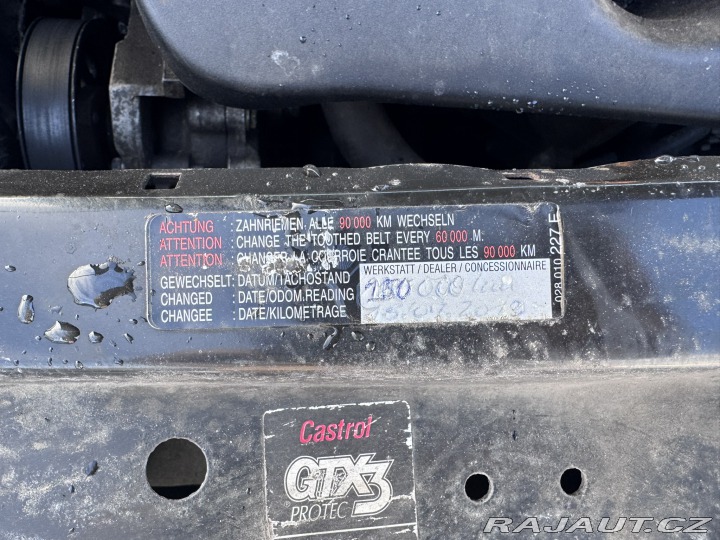 ACHTUNG : ZAHNRIEMEN ALLE 90 000 KM WECHSELN
ATTENTION : CHANGE THE TOOTHED BELT EVERY 60 000 M.
ATTENTION : CHANGER LA COURROIE CRANTEE TOUS LES 90 000 KM
GEWECHSELT: DATUM/TACHOSTAND
CHANGED : DATE/ODOM.READING
CHANGEE : DATE/KILOMETRAGE
WERKSTATT / DEALER / CONCESSIONNAIRE
028 010 227 E
Castrol
GTX3
PROTEC
RAJAUT.CZ